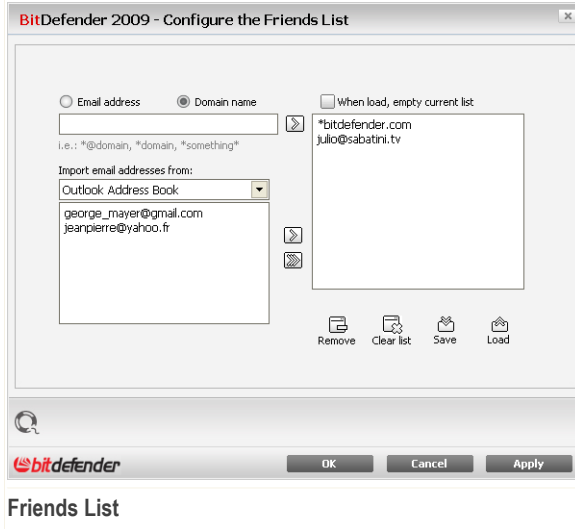 BitDefender 2009 - Configure the Friends List
Email address
Domain name
i.e.: *@domain, *domain, *something*
Import email addresses from:
Outlook Address Book
george_mayer@gmail.com
jeanpierre@yahoo.fr
When load, empty current list
*bitdefender.com
julio@sabatini.tv
Remove
Clear list
Save
Load
bitdefender
OK
Cancel
Apply
Friends List